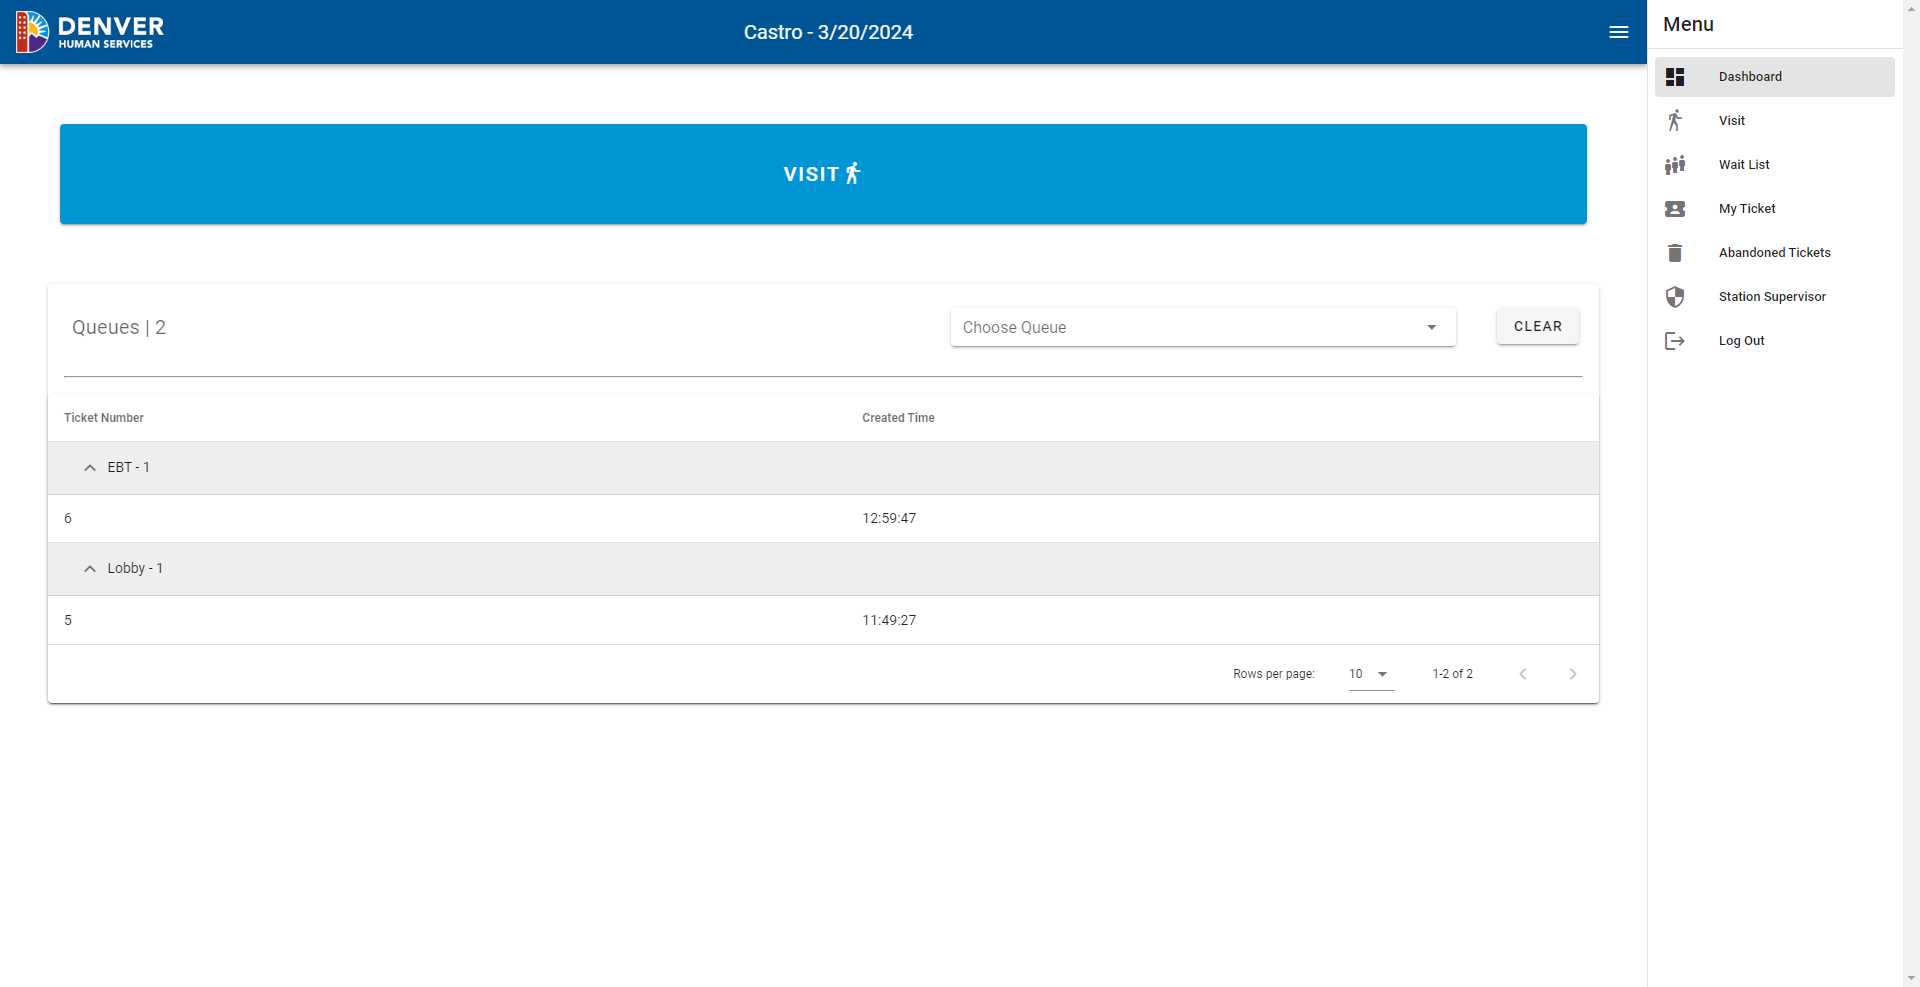 DENVER
HUMAN SERVICES
Castro - 3/20/2024
Menu
Dashboard
Visit
Wait List
My Ticket
Abandoned Tickets
Station Supervisor
Log Out
VISIT
Queues | 2
Choose Queue
CLEAR
Ticket Number Created Time
EBT - 1
6 12:59:47
Lobby - 1
5 11:49:27
Rows per page: 10 1-2 of 2